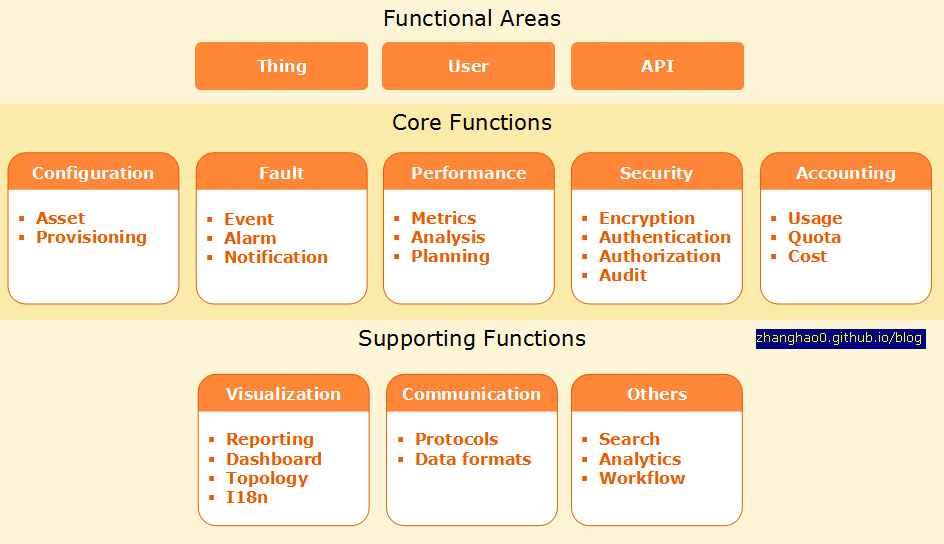 Functional Areas
Thing User API
Core Functions
Configuration Fault Performance Security Accounting
▪ Asset
▪ Provisioning
▪ Event
▪ Alarm
▪ Notification
▪ Metrics
▪ Analysis
▪ Planning
▪ Encryption
▪ Authentication
▪ Authorization
▪ Audit
▪ Usage
▪ Quota
▪ Cost
Supporting Functions
zhanghao0.github.io/blog
Visualization Communication Others
▪ Reporting
▪ Dashboard
▪ Topology
▪ I18n
▪ Protocols
▪ Data formats
▪ Search
▪ Analytics
▪ Workflow